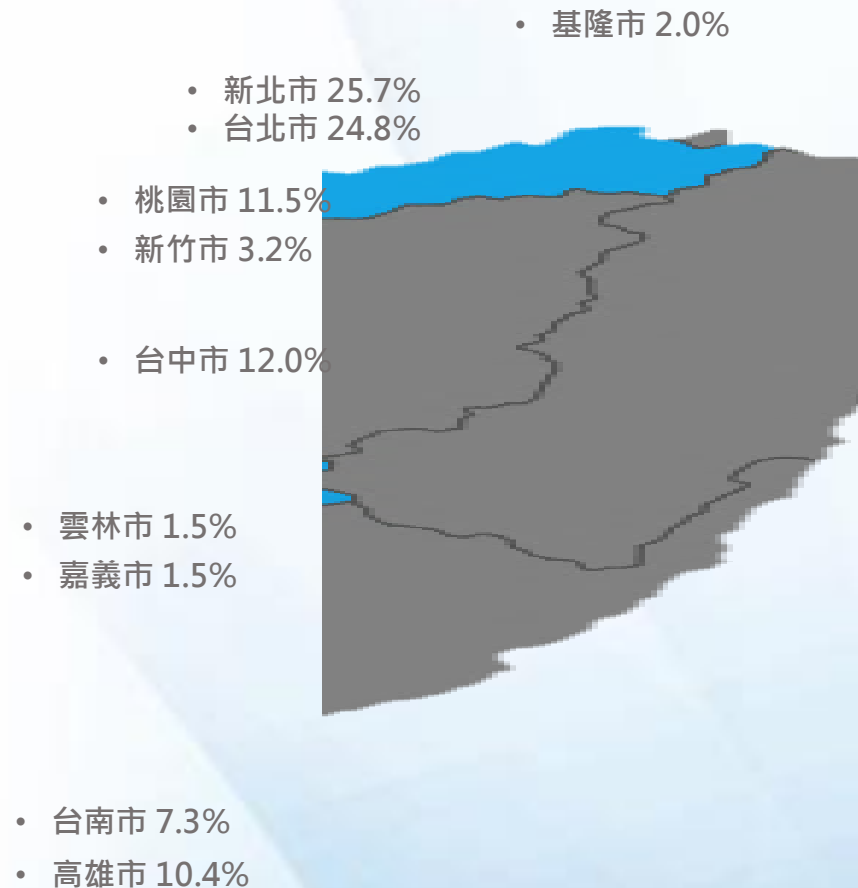 • 基隆市 2.0%
• 新北市 25.7%
• 台北市 24.8%
• 桃園市 11.5%
• 新竹市 3.2%
• 台中市 12.0%
• 雲林市 1.5%
• 嘉義市 1.5%
• 台南市 7.3%
• 高雄市 10.4%